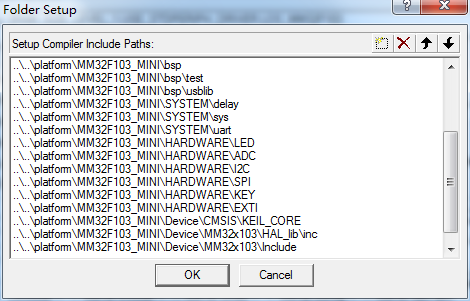 Folder Setup
Setup Compiler Include Paths:
..\..\platform\MM32F103_MINI\bsp
..\..\platform\MM32F103_MINI\bsp\test
..\..\platform\MM32F103_MINI\bsp\usblib
..\..\platform\MM32F103_MINI\SYSTEM\delay
..\..\platform\MM32F103_MINI\SYSTEM\sys
..\..\platform\MM32F103_MINI\SYSTEM\uart
..\..\platform\MM32F103_MINI\HARDWARE\LED
..\..\platform\MM32F103_MINI\HARDWARE\ADC
..\..\platform\MM32F103_MINI\HARDWARE\I2C
..\..\platform\MM32F103_MINI\HARDWARE\SPI
..\..\platform\MM32F103_MINI\HARDWARE\KEY
..\..\platform\MM32F103_MINI\HARDWARE\EXTI
..\..\platform\MM32F103_MINI\Device\CMSIS\KEIL_CORE
..\..\platform\MM32F103_MINI\Device\MM32x103\HAL_lib\inc
..\..\platform\MM32F103_MINI\Device\MM32x103\Include
OK Cancel